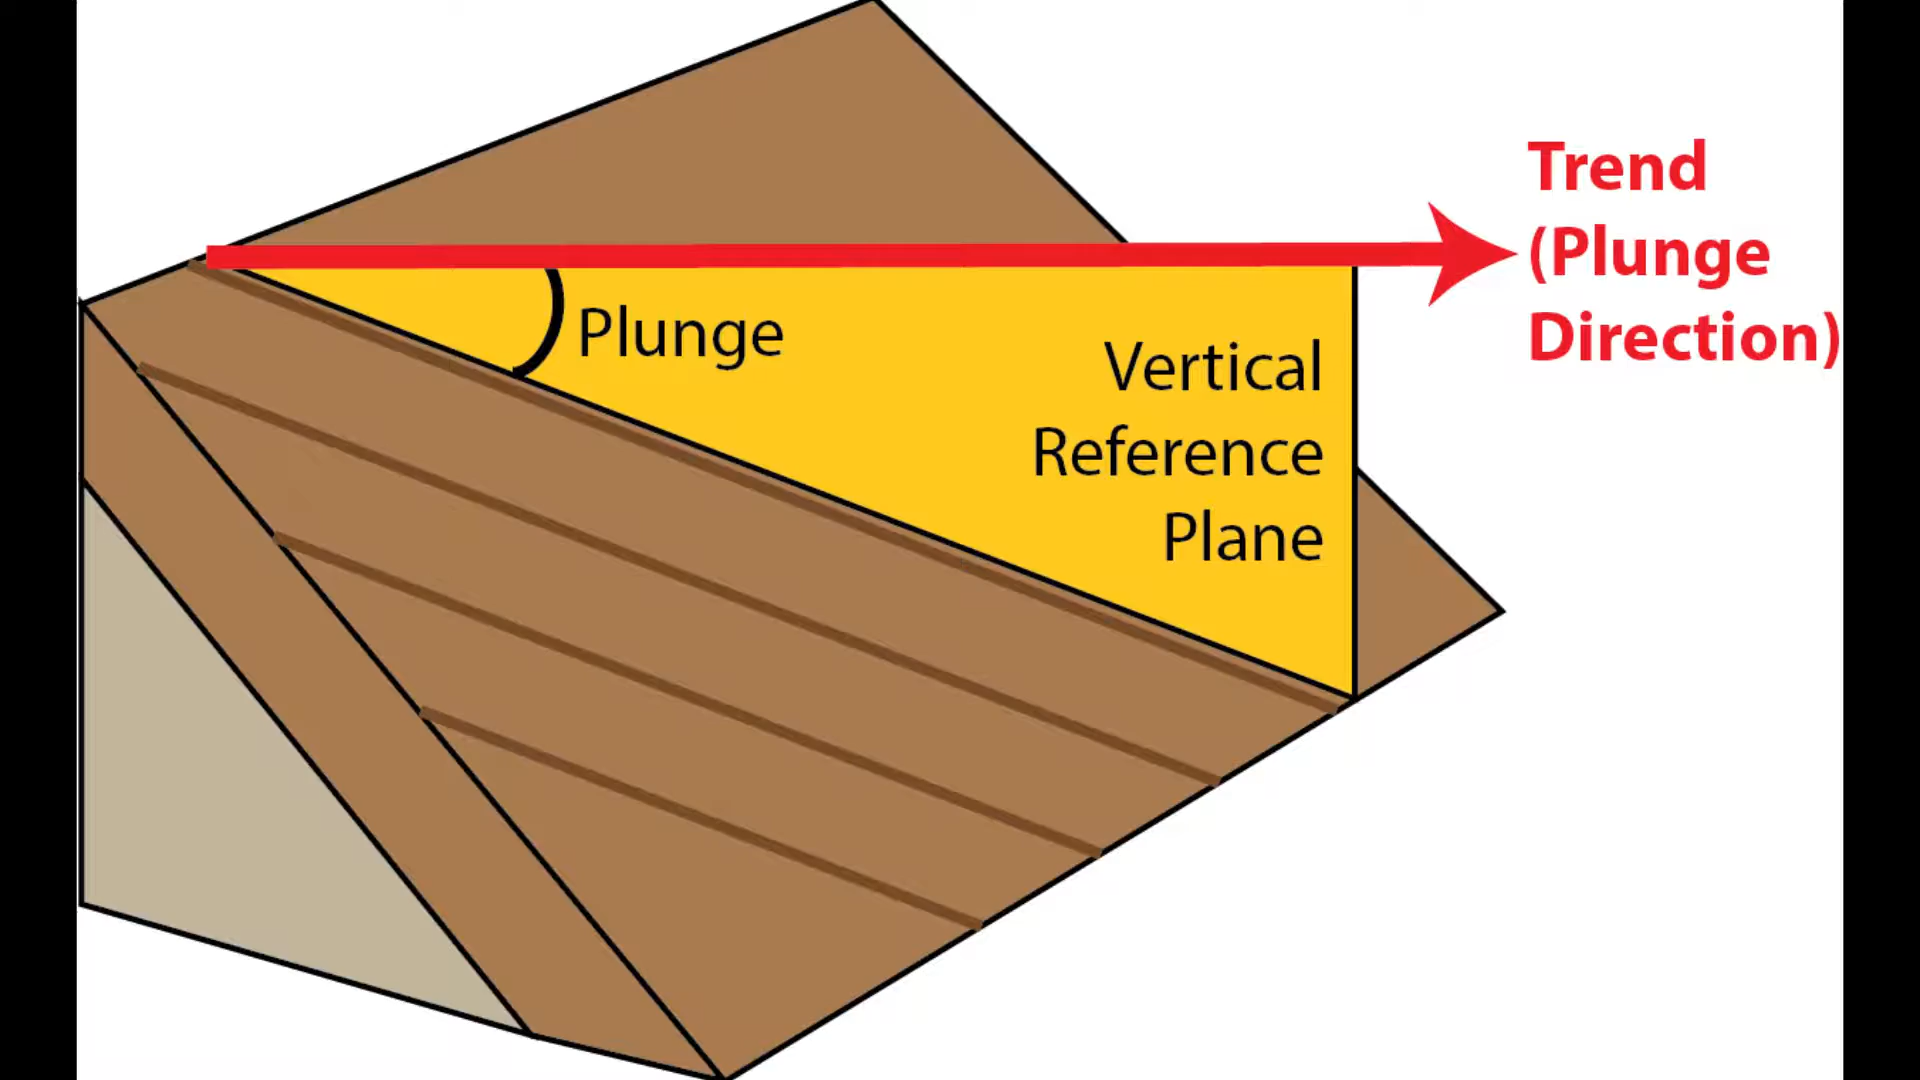 Trend
(Plunge
Direction)
Plunge
Vertical
Reference
Plane